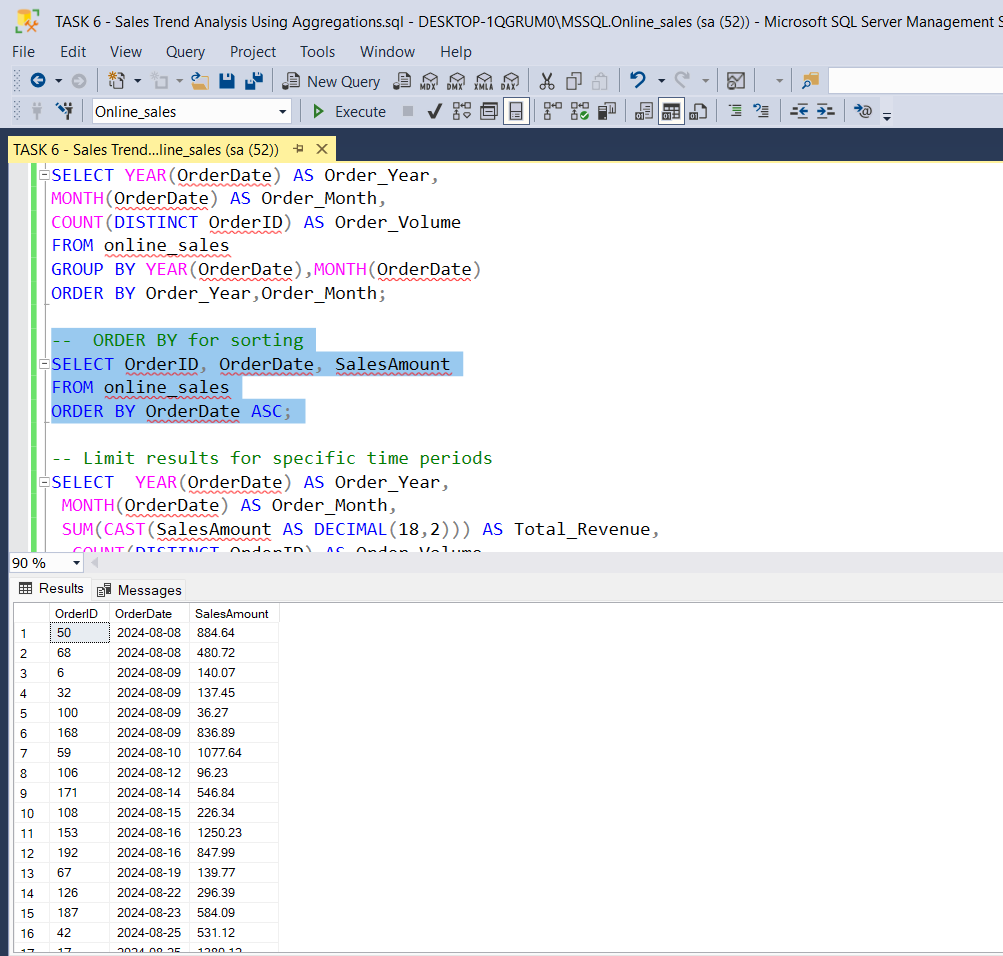 TASK 6 - Sales Trend Analysis Using Aggregations.sql - DESKTOP-1QGRUM0\MSSQL.Online_sales (sa (52)) - Microsoft SQL Server Management S
File Edit View Query Project Tools Window Help
New Query MDX DMX XMLA DAX
Online_sales Execute
TASK 6 - Sales Trend...line_sales (sa (52))
SELECT YEAR(OrderDate) AS Order_Year,
MONTH(OrderDate) AS Order_Month,
COUNT(DISTINCT OrderID) AS Order_Volume
FROM online_sales
GROUP BY YEAR(OrderDate),MONTH(OrderDate)
ORDER BY Order_Year,Order_Month;
-- ORDER BY for sorting
SELECT OrderID, OrderDate, SalesAmount
FROM online_sales
ORDER BY OrderDate ASC;
-- Limit results for specific time periods
SELECT YEAR(OrderDate) AS Order_Year,
MONTH(OrderDate) AS Order_Month,
SUM(CAST(SalesAmount AS DECIMAL(18,2))) AS Total_Revenue,
COUNT(DISTINCT OrderID) AS Order_Volume
90 %
Results Messages
OrderID OrderDate SalesAmount
1 50 2024-08-08 884.64
2 68 2024-08-08 480.72
3 6 2024-08-09 140.07
4 32 2024-08-09 137.45
5 100 2024-08-09 36.27
6 168 2024-08-09 836.89
7 59 2024-08-10 1077.64
8 106 2024-08-12 96.23
9 171 2024-08-14 546.84
10 108 2024-08-15 226.34
11 153 2024-08-16 1250.23
12 192 2024-08-16 847.99
13 67 2024-08-19 139.77
14 126 2024-08-22 296.39
15 187 2024-08-23 584.09
16 42 2024-08-25 531.12
17 17 2024-08-25